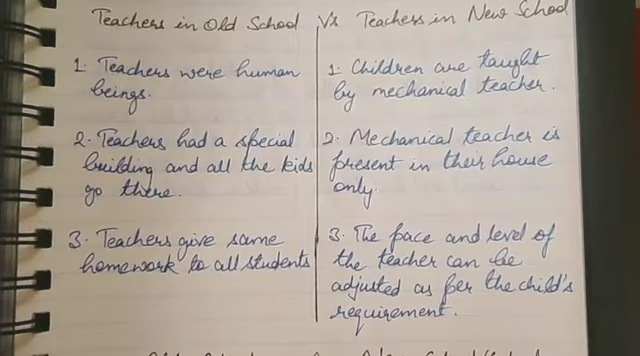 Teachers in Old School Vs Teachers in New School
1. Teachers were human
beings.
2. Teachers had a special
building and all the kids
go there.
3. Teachers give same
homework to all students
1. Children are taught
by mechanical teacher.
2. Mechanical teacher is
present in their house
only.
3. The pace and level of
the teacher can be
adjusted as per the child's
requirement.